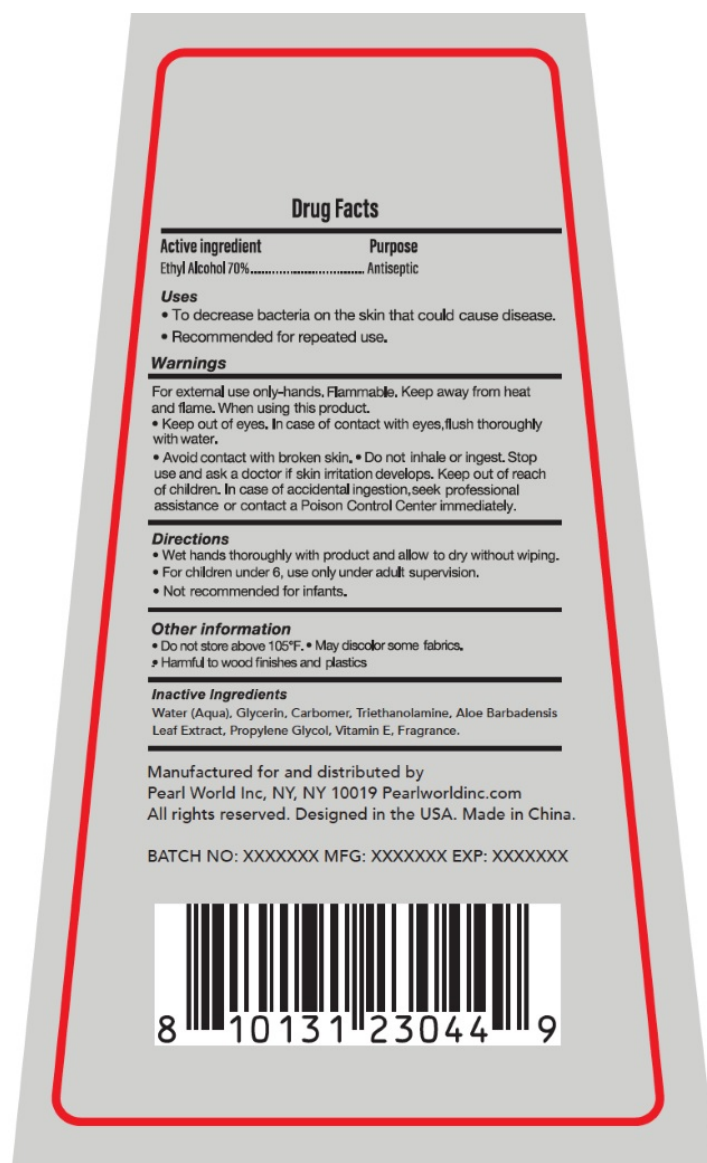 Drug Facts
Active ingredient Purpose
Ethyl Alcohol 70%................................ Antiseptic
Uses
• To decrease bacteria on the skin that could cause disease.
• Recommended for repeated use.
Warnings
For external use only-hands. Flammable. Keep away from heat
and flame. When using this product.
• Keep out of eyes. In case of contact with eyes,flush thoroughly
with water.
• Avoid contact with broken skin. • Do not inhale or ingest. Stop
use and ask a doctor if skin irritation develops. Keep out of reach
of children. In case of accidental ingestion,seek professional
assistance or contact a Poison Control Center immediately.
Directions
• Wet hands thoroughly with product and allow to dry without wiping.
• For children under 6, use only under adult supervision.
• Not recommended for infants.
Other information
• Do not store above 105°F. • May discolor some fabrics.
• Harmful to wood finishes and plastics
Inactive Ingredients
Water (Aqua), Glycerin, Carbomer, Triethanolamine, Aloe Barbadensis
Leaf Extract, Propylene Glycol, Vitamin E, Fragrance.
Manufactured for and distributed by
Pearl World Inc, NY, NY 10019 Pearlworldinc.com
All rights reserved. Designed in the USA. Made in China.
BATCH NO: XXXXXXX MFG: XXXXXXX EXP: XXXXXXX
8 10131 23044 9